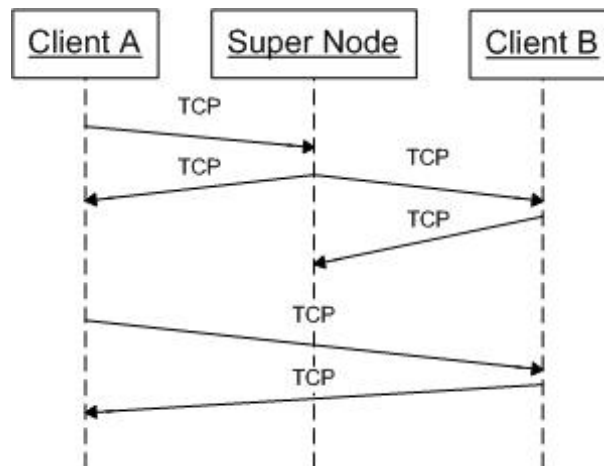 Client A
Super Node
Client B
TCP
TCP
TCP
TCP
TCP
TCP